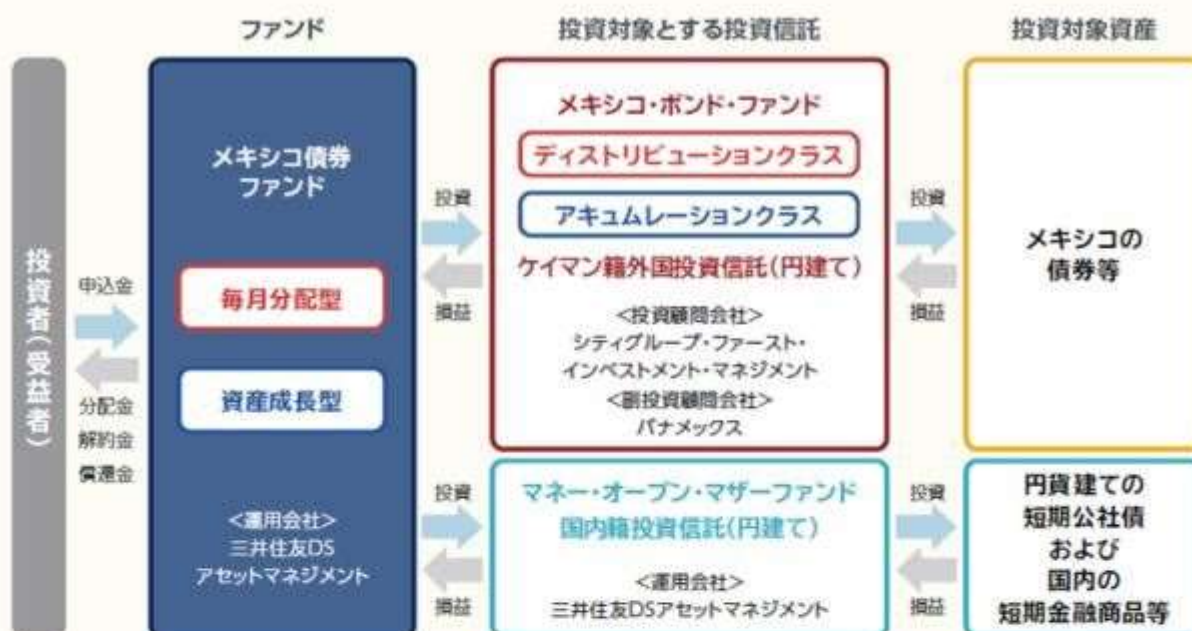 ファンド
投資対象とする投資信託
投資対象資産
投資者(受益者)
申込金
分配金
解約金
償還金
メキシコ債券
ファンド
毎月分配型
資産成長型
<運用会社>
三井住友DS
アセットマネジメント
投資
損益
メキシコ・ボンド・ファンド
ディストリビューションクラス
アキュムレーションクラス
ケイマン籍外国投資信託(円建て)
<投資顧問会社>
シティグループ・ファースト・
インベストメント・マネジメント
<副投資顧問会社>
バナメックス
投資
損益
メキシコの
債券等
投資
損益
マネー・オープン・マザーファンド
国内籍投資信託(円建て)
<運用会社>
三井住友DSアセットマネジメント
投資
損益
円貨建ての
短期公社債
および
国内の
短期金融商品等